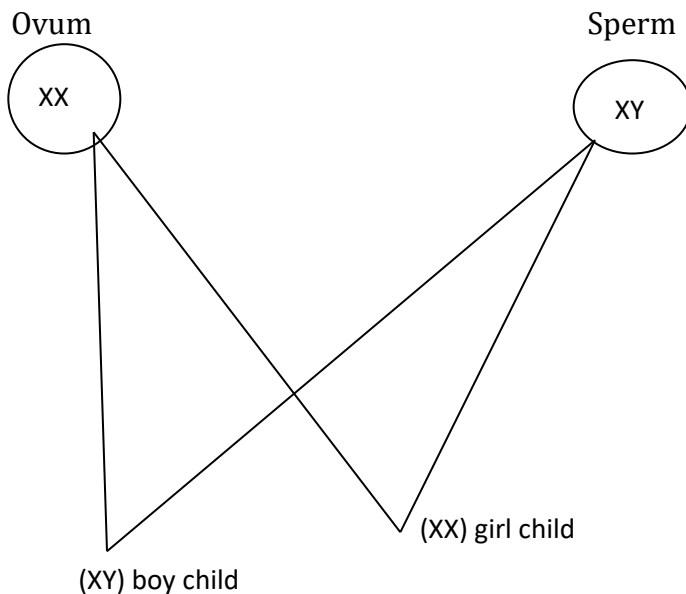 Ovum
Sperm
XX
XY
(XX) girl child
(XY) boy child